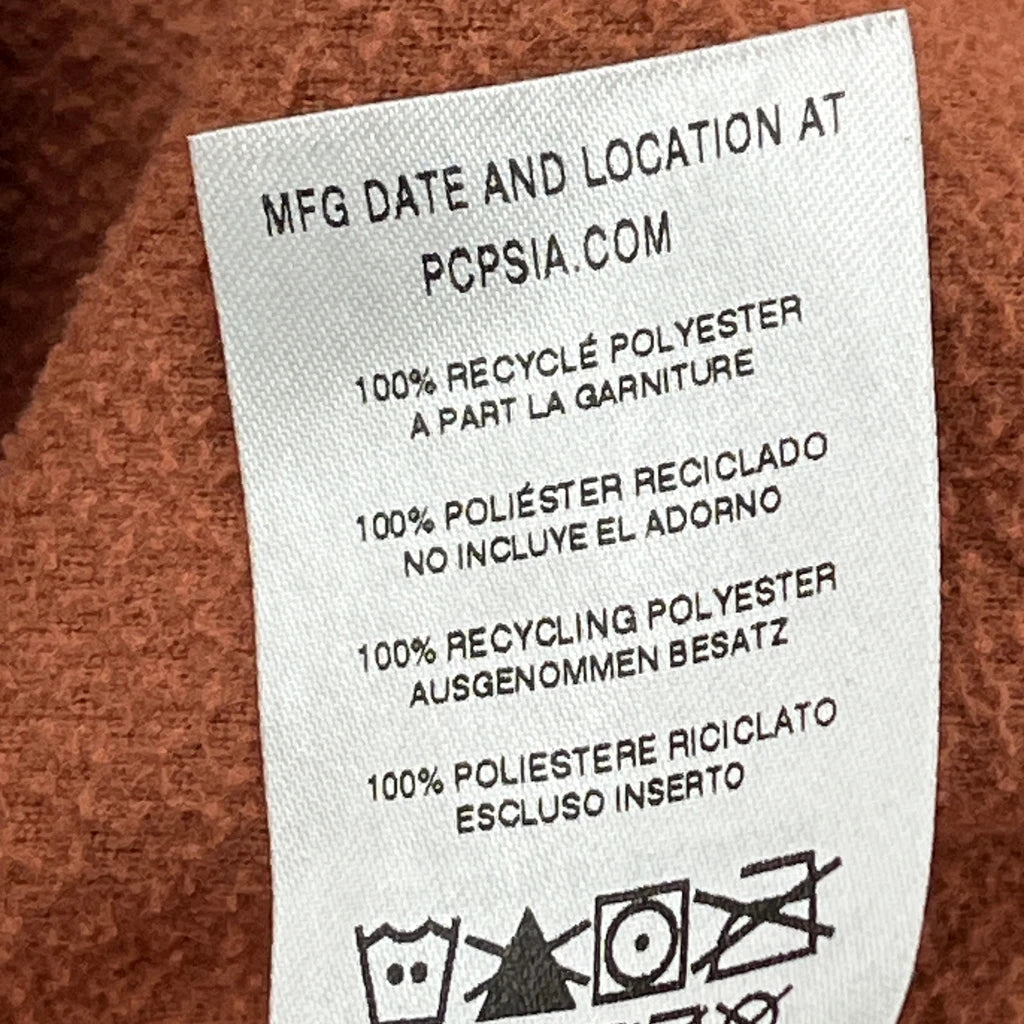 MFG DATE AND LOCATION AT
PCPSIA.COM
100% RECYCLÉ POLYESTER
A PART LA GARNITURE
100% POLIÉSTER RECICLADO
NO INCLUYE EL ADORNO
100% RECYCLING POLYESTER
AUSGENOMMEN BESATZ
100% POLIESTERE RICICLATO
ESCLUSO INSERTO